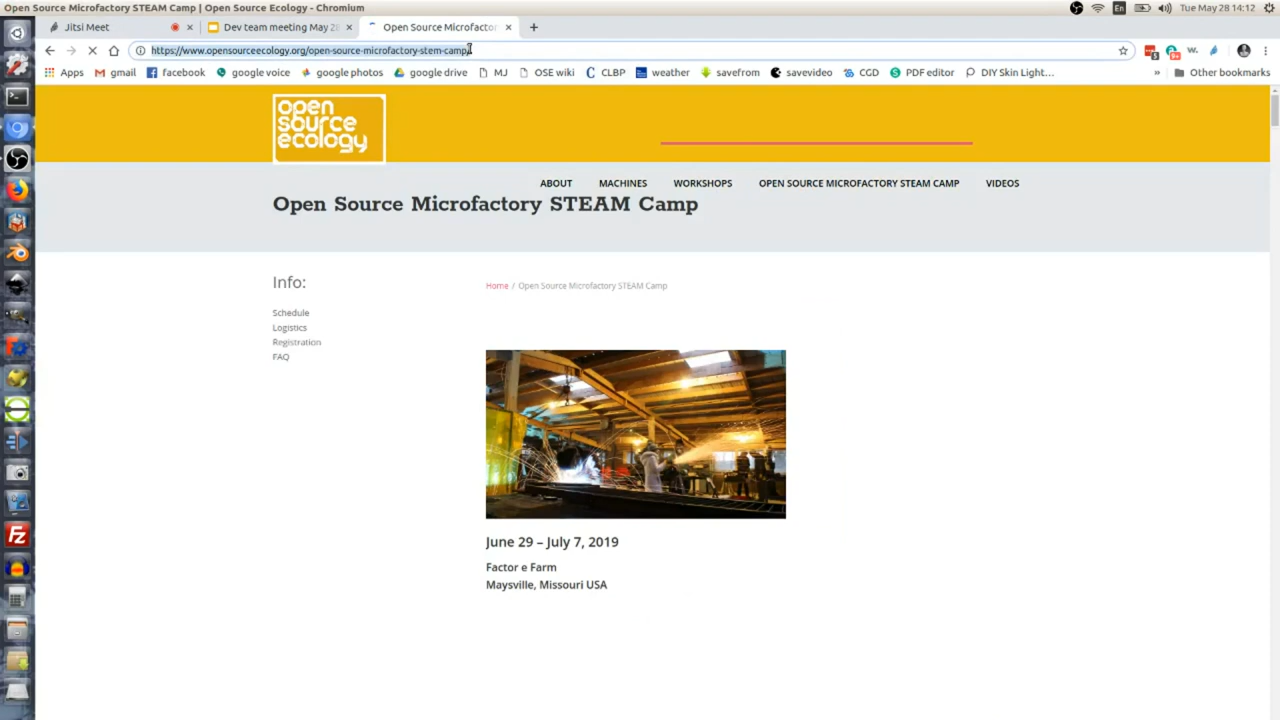 Open Source Microfactory STEAM Camp | Open Source Ecology - Chromium
En
Tue May 28 14:12
Jitsi Meet
Dev team meeting May 28
Open Source Microfactor
https://www.opensourceecology.org/open-source-microfactory-stem-camp/
Apps
gmail
facebook
google voice
google photos
google drive
MJ
OSE wiki
CLBP
weather
savefrom
savevideo
CGD
PDF editor
DIY Skin Light…
»
Other bookmarks
open
source
ecology
ABOUT
MACHINES
WORKSHOPS
OPEN SOURCE MICROFACTORY STEAM CAMP
VIDEOS
Open Source Microfactory STEAM Camp
Info:
Schedule
Logistics
Registration
FAQ
Home / Open Source Microfactory STEAM Camp
June 29 – July 7, 2019
Factor e Farm
Maysville, Missouri USA